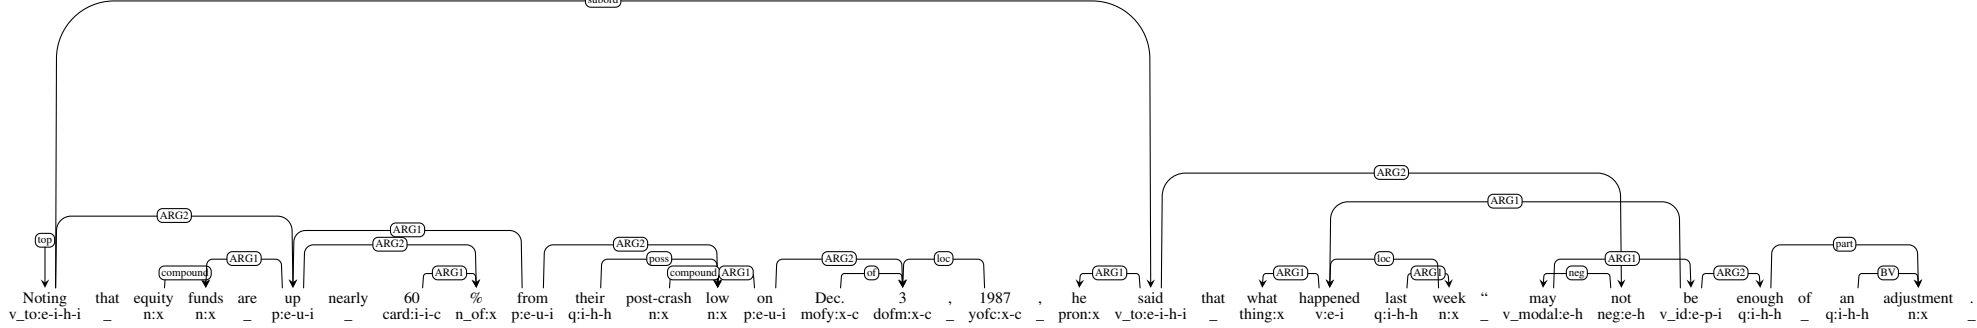 subord
ARG2
ARG2
ARG1
ARG1
ARG2
ARG2
part
top
compound
ARG1
ARG1
poss
compound
ARG1
ARG2
of
loc
ARG1
ARG1
loc
ARG1
neg
ARG1
ARG2
BV
Noting that equity funds are up nearly 60 % from their post-crash low on Dec. 3 , 1987 , he said that what happened last week “ may not be enough of an adjustment .
v_to:e-i-h-i _ n:x n:x _ p:e-u-i _ card:i-i-c n_of:x p:e-u-i q:i-h-h n:x n:x p:e-u-i mofy:x-c dofm:x-c _ yofc:x-c _ pron:x v_to:e-i-h-i _ thing:x v:e-i q:i-h-h n:x _ v_modal:e-h neg:e-h v_id:e-p-i q:i-h-h _ q:i-h-h n:x _